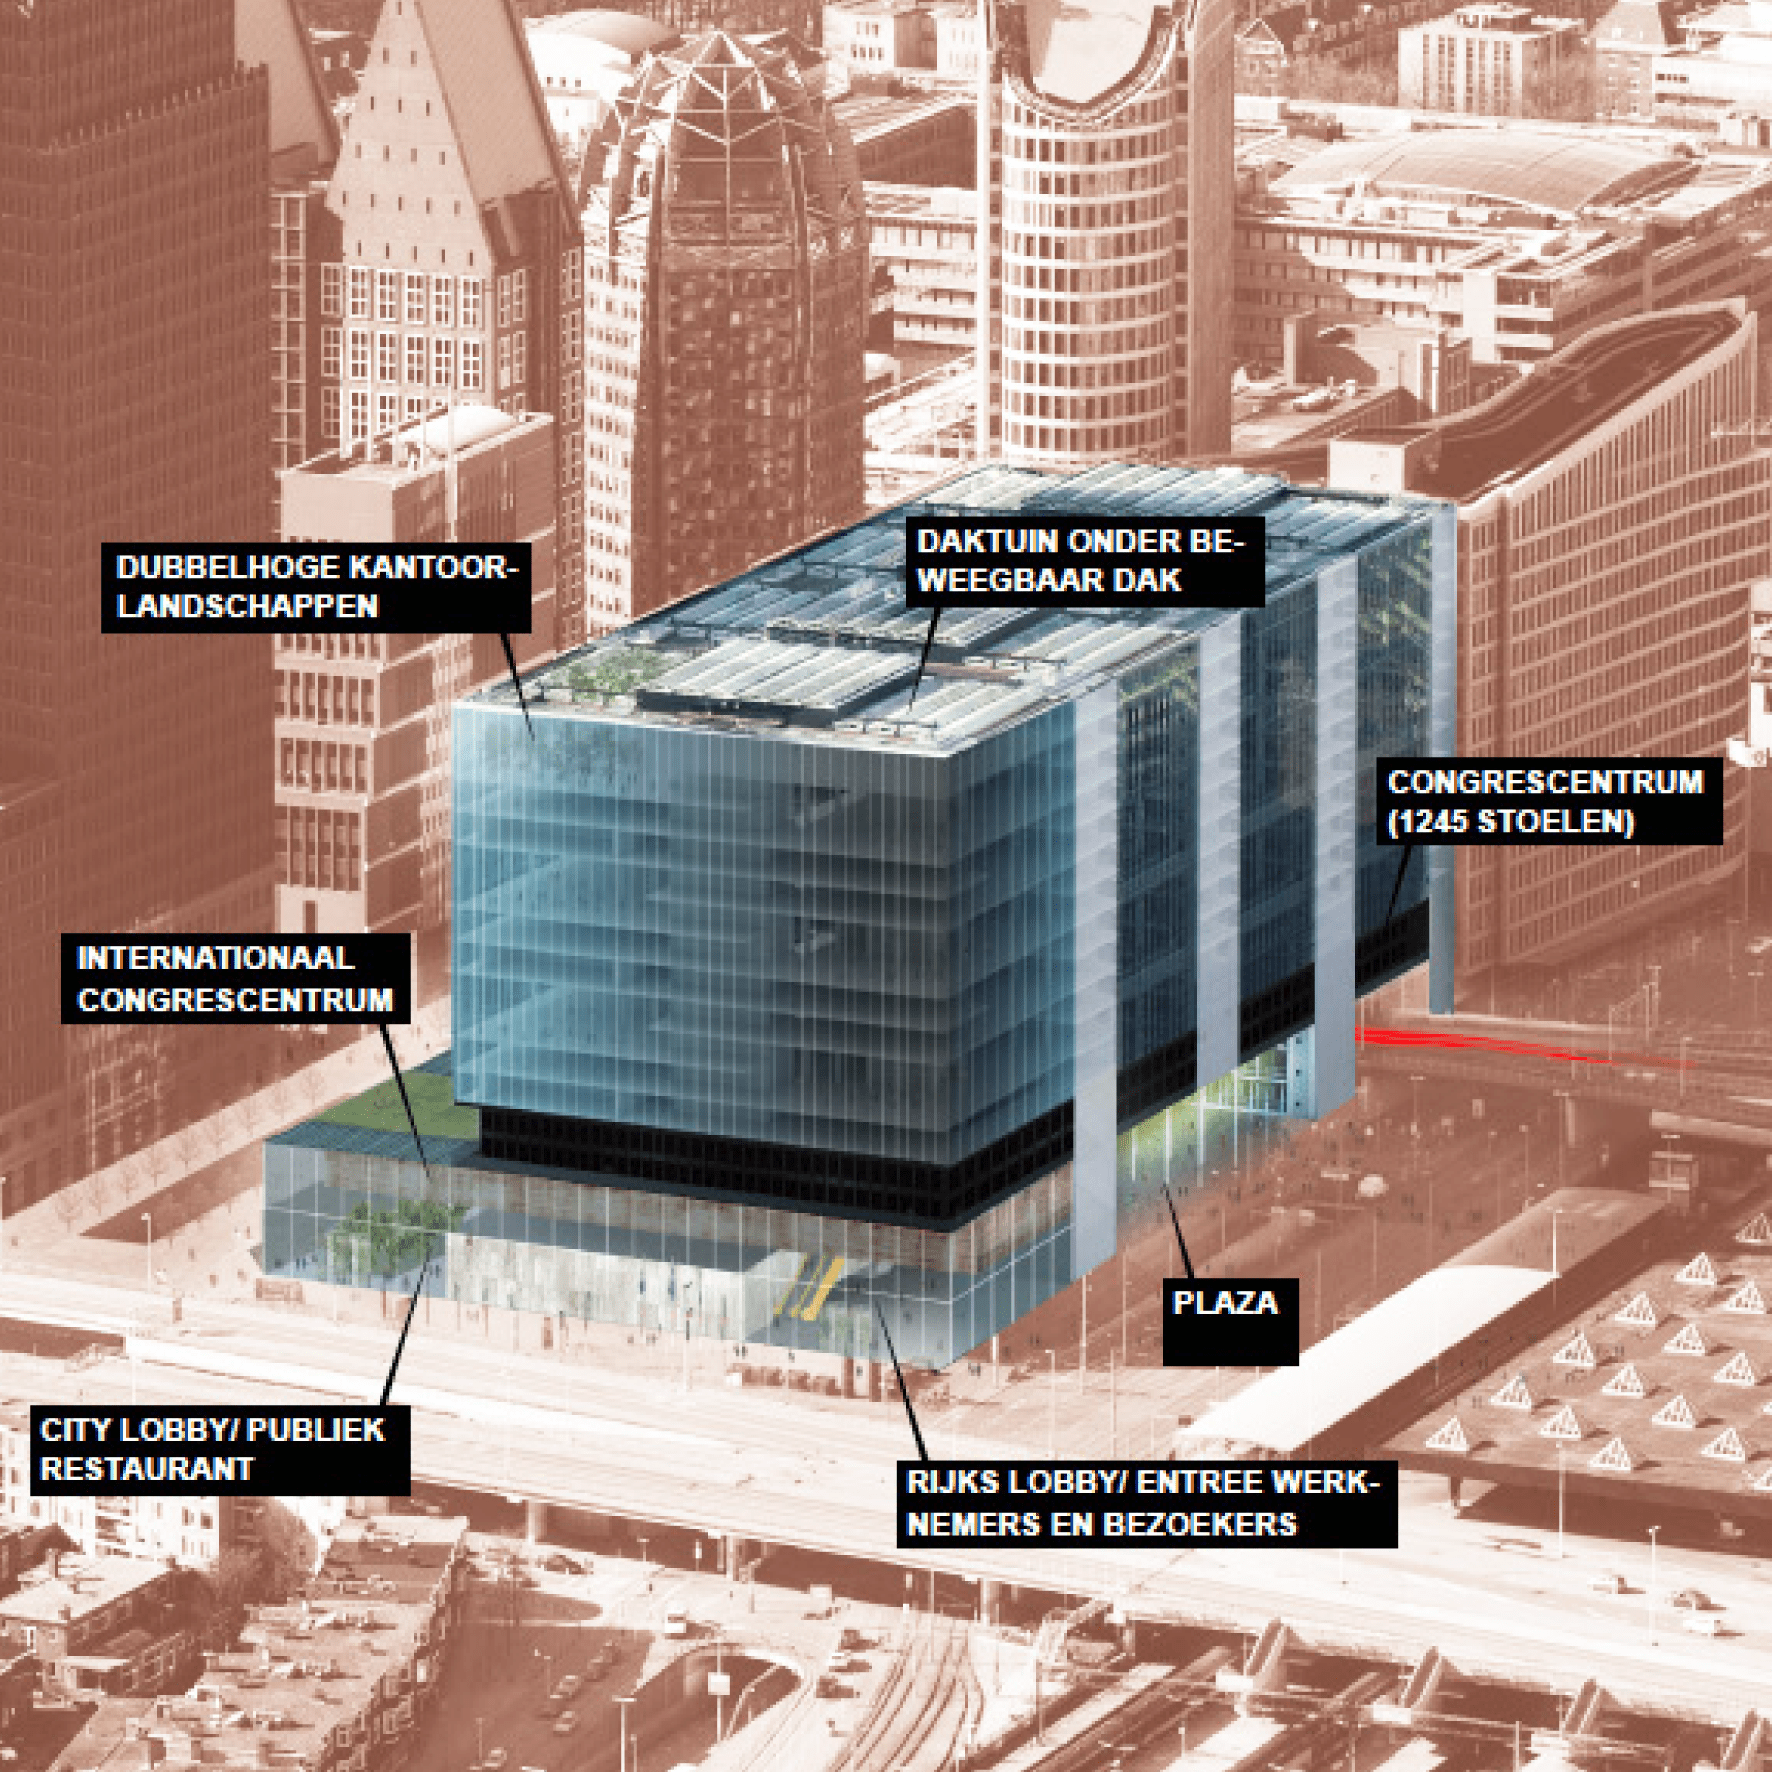 DUBBELHOGE KANTOOR-
LANDSCHAPPEN
DAKTUIN ONDER BE-
WEEGBAAR DAK
CONGRESCENTRUM
(1245 STOELEN)
INTERNATIONAAL
CONGRESCENTRUM
PLAZA
CITY LOBBY/ PUBLIEK
RESTAURANT
RIJKS LOBBY/ ENTREE WERK-
NEMERS EN BEZOEKERS